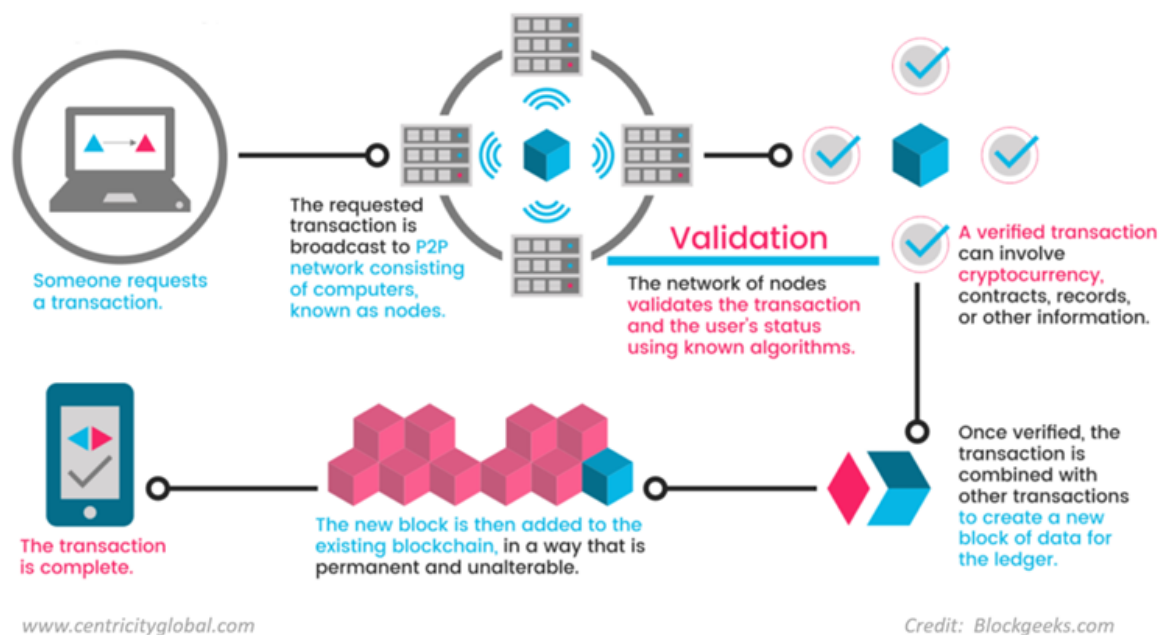 Someone requests
a transaction.
The requested
transaction is
broadcast to P2P
network consisting
of computers,
known as nodes.
Validation
The network of nodes
validates the transaction
and the user's status
using known algorithms.
A verified transaction
can involve
cryptocurrency,
contracts, records,
or other information.
Once verified, the
transaction is
combined with
other transactions
to create a new
block of data for
the ledger.
The new block is then added to the
existing blockchain, in a way that is
permanent and unalterable.
The transaction
is complete.
www.centricityglobal.com
Credit: Blockgeeks.com